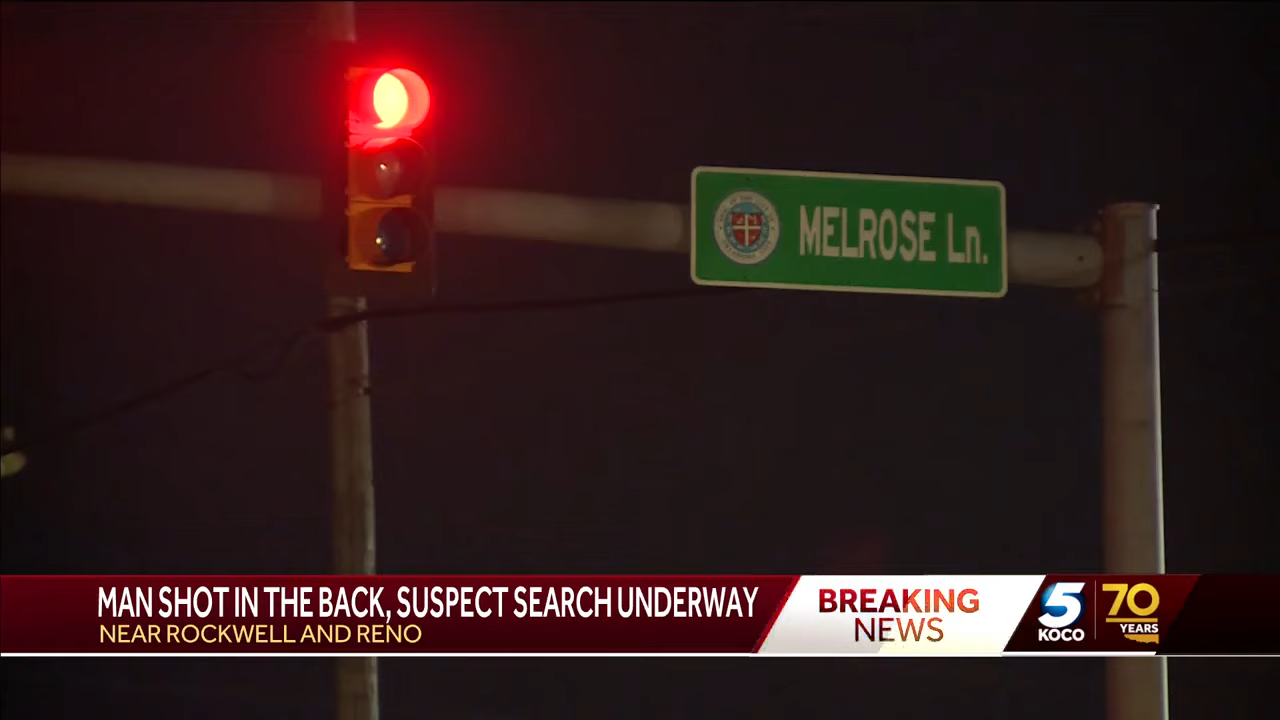 MELROSE Ln.
MAN SHOT IN THE BACK, SUSPECT SEARCH UNDERWAY
NEAR ROCKWELL AND RENO
BREAKING
NEWS
5
KOCO
70
YEARS